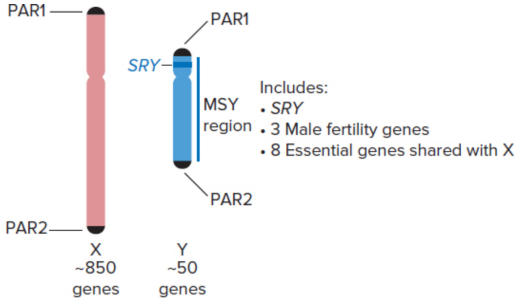 PAR1
PAR1
SRY
MSY
region
Includes:
• SRY
• 3 Male fertility genes
• 8 Essential genes shared with X
PAR2
PAR2
X
~850
genes
Y
~50
genes